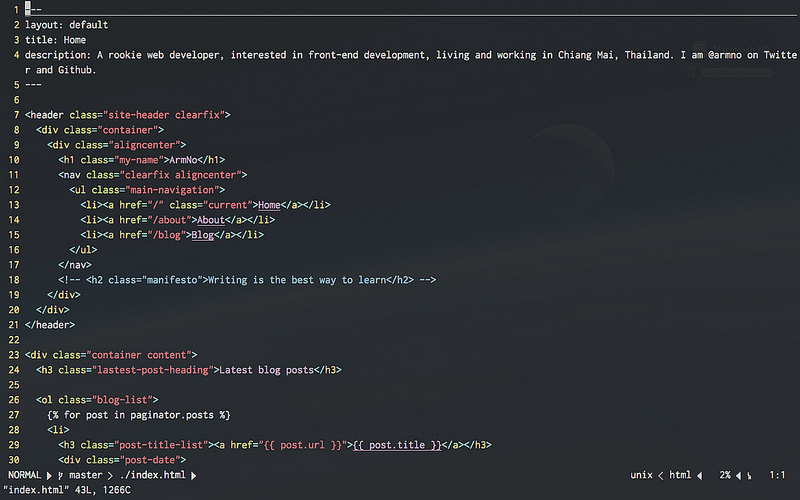 1 ---
2 layout: default
3 title: Home
4 description: A rookie web developer, interested in front-end development, living and working in Chiang Mai, Thailand. I am @armno on Twitte
r and Github.
5 ---
6
7 <header class="site-header clearfix">
8   <div class="container">
9     <div class="aligncenter">
10       <h1 class="my-name">ArmNo</h1>
11       <nav class="clearfix aligncenter">
12         <ul class="main-navigation">
13           <li><a href="/" class="current">Home</a></li>
14           <li><a href="/about">About</a></li>
15           <li><a href="/blog">Blog</a></li>
16         </ul>
17       </nav>
18       <!-- <h2 class="manifesto">Writing is the best way to learn</h2> -->
19     </div>
20   </div>
21 </header>
22
23 <div class="container content">
24   <h3 class="lastest-post-heading">Latest blog posts</h3>
25
26   <ol class="blog-list">
27     {% for post in paginator.posts %}
28     <li>
29       <h3 class="post-title-list"><a href="{{ post.url }}">{{ post.title }}</a></h3>
30       <div class="post-date">
NORMAL master > ./index.html unix < html 2% 1:1
"index.html" 43L, 1266C